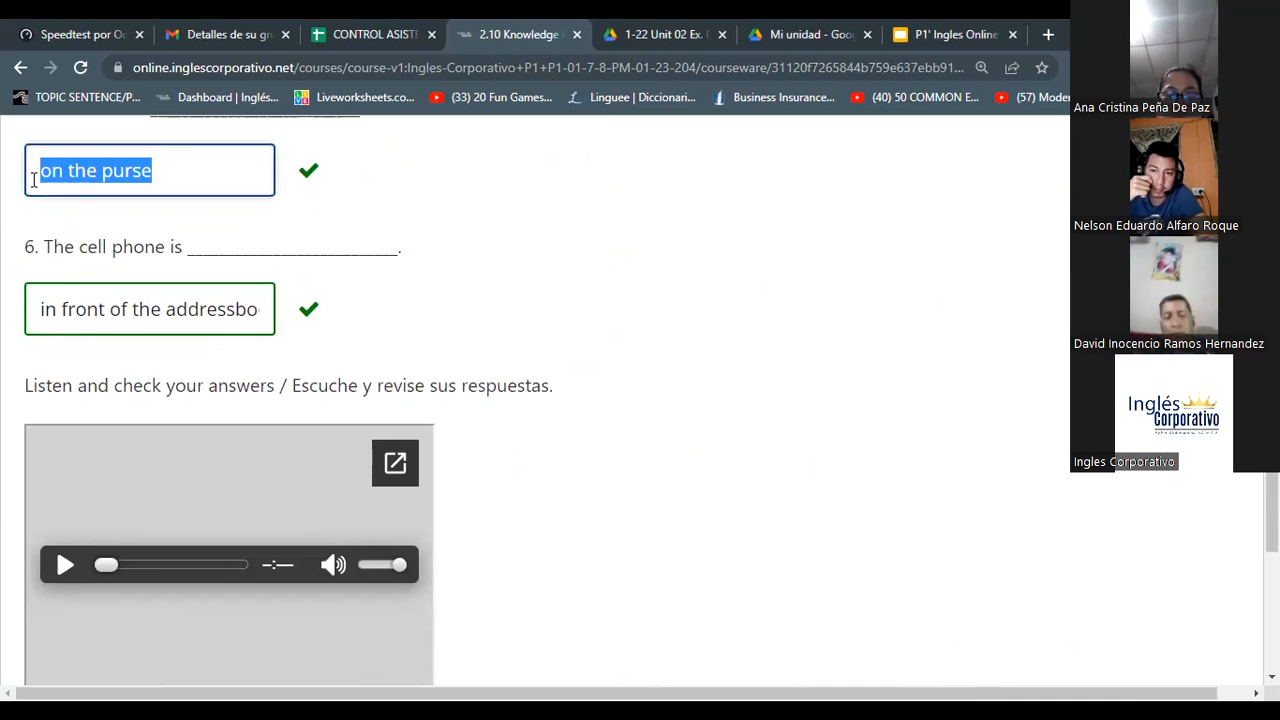 Speedtest por Oc
Detalles de su gr
CONTROL ASISTE
2.10 Knowledge
1-22 Unit 02 Ex. (
Mi unidad - Goog
P1' Ingles Online
online.inglescorporativo.net/courses/course-v1:Ingles-Corporativo+P1+P1-01-7-8-PM-01-23-204/courseware/31120f7265844b759e637ebb91...
TOPIC SENTENCE/P...
Dashboard | Inglés...
Liveworksheets.co...
(33) 20 Fun Games...
Linguee | Diccionari...
Business Insurance...
(40) 50 COMMON E...
(57) Moder
on the purse
6. The cell phone is ________________________.
in front of the addressbo
Listen and check your answers / Escuche y revise sus respuestas.
-:--
Ana Cristina Peña De Paz
Nelson Eduardo Alfaro Roque
David Inocencio Ramos Hernandez
Inglés
Corporativo
Ingles Corporativo